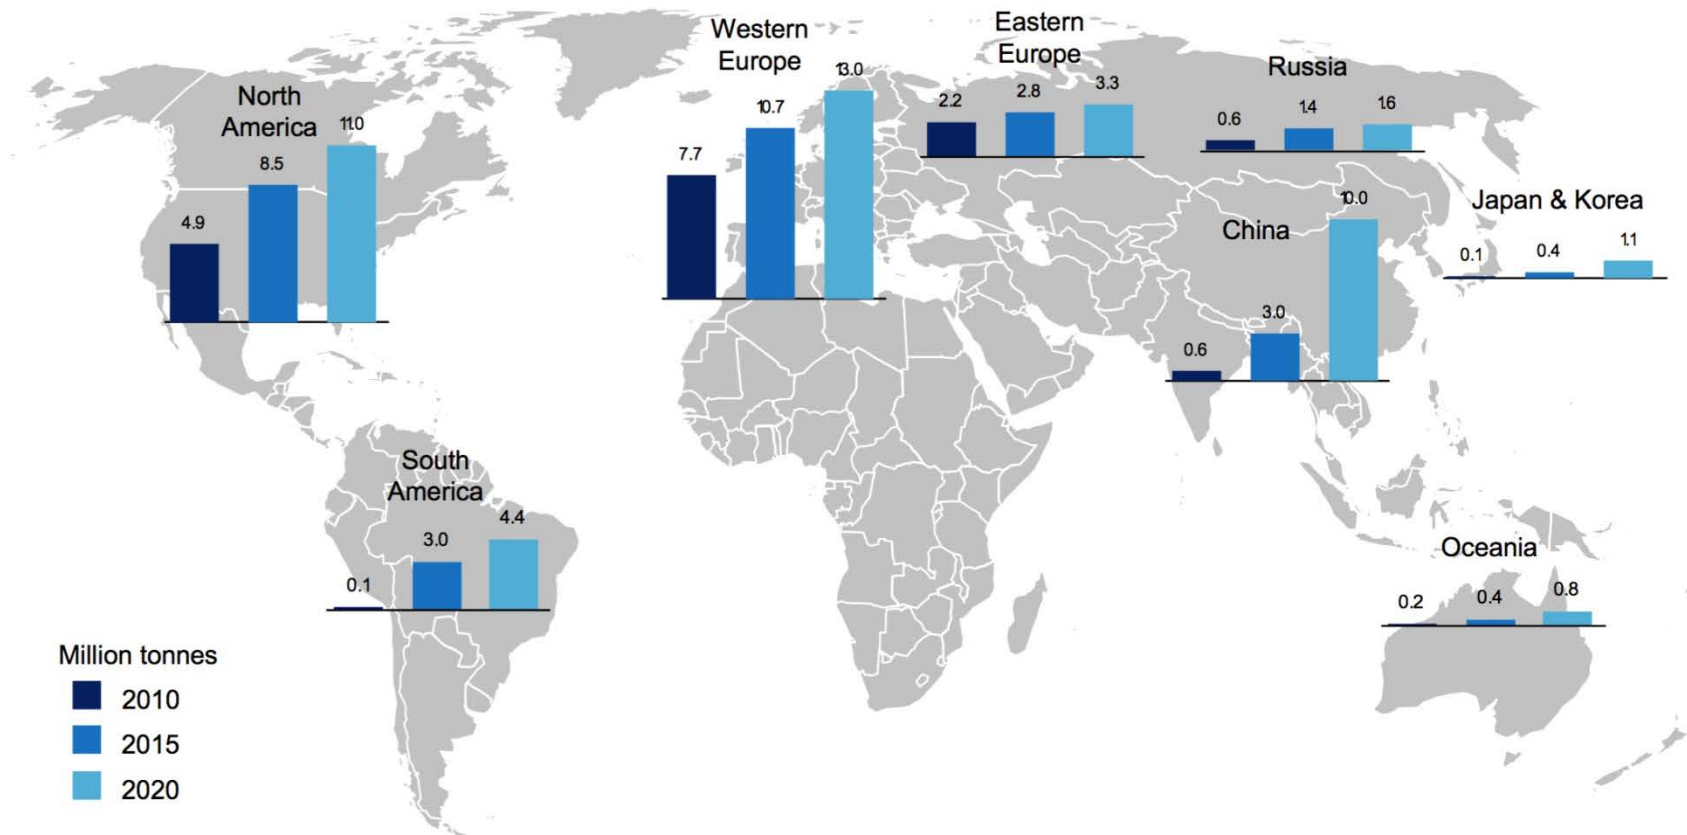 North
America
4.9
8.5
11.0
Western
Europe
7.7
10.7
13.0
Eastern
Europe
2.2
2.8
3.3
Russia
0.6
1.4
1.6
Japan & Korea
0.1
0.4
1.1
China
0.6
3.0
10.0
South
America
0.1
3.0
4.4
Oceania
0.2
0.4
0.8
Million tonnes
2010
2015
2020